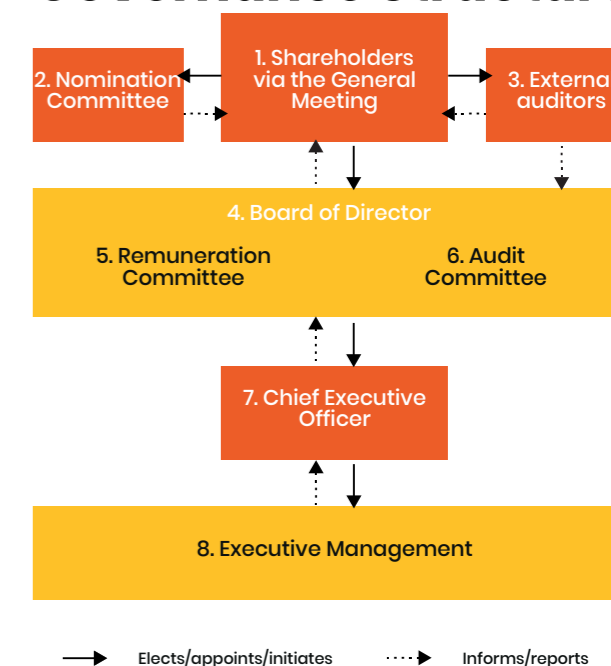 1. Shareholders
via the General
Meeting
2. Nomination
Committee
3. Externa
auditors
4. Board of Director
5. Remuneration
Committee
6. Audit
Committee
7. Chief Executive
Officer
8. Executive Management
Elects/appoints/initiates
Informs/reports